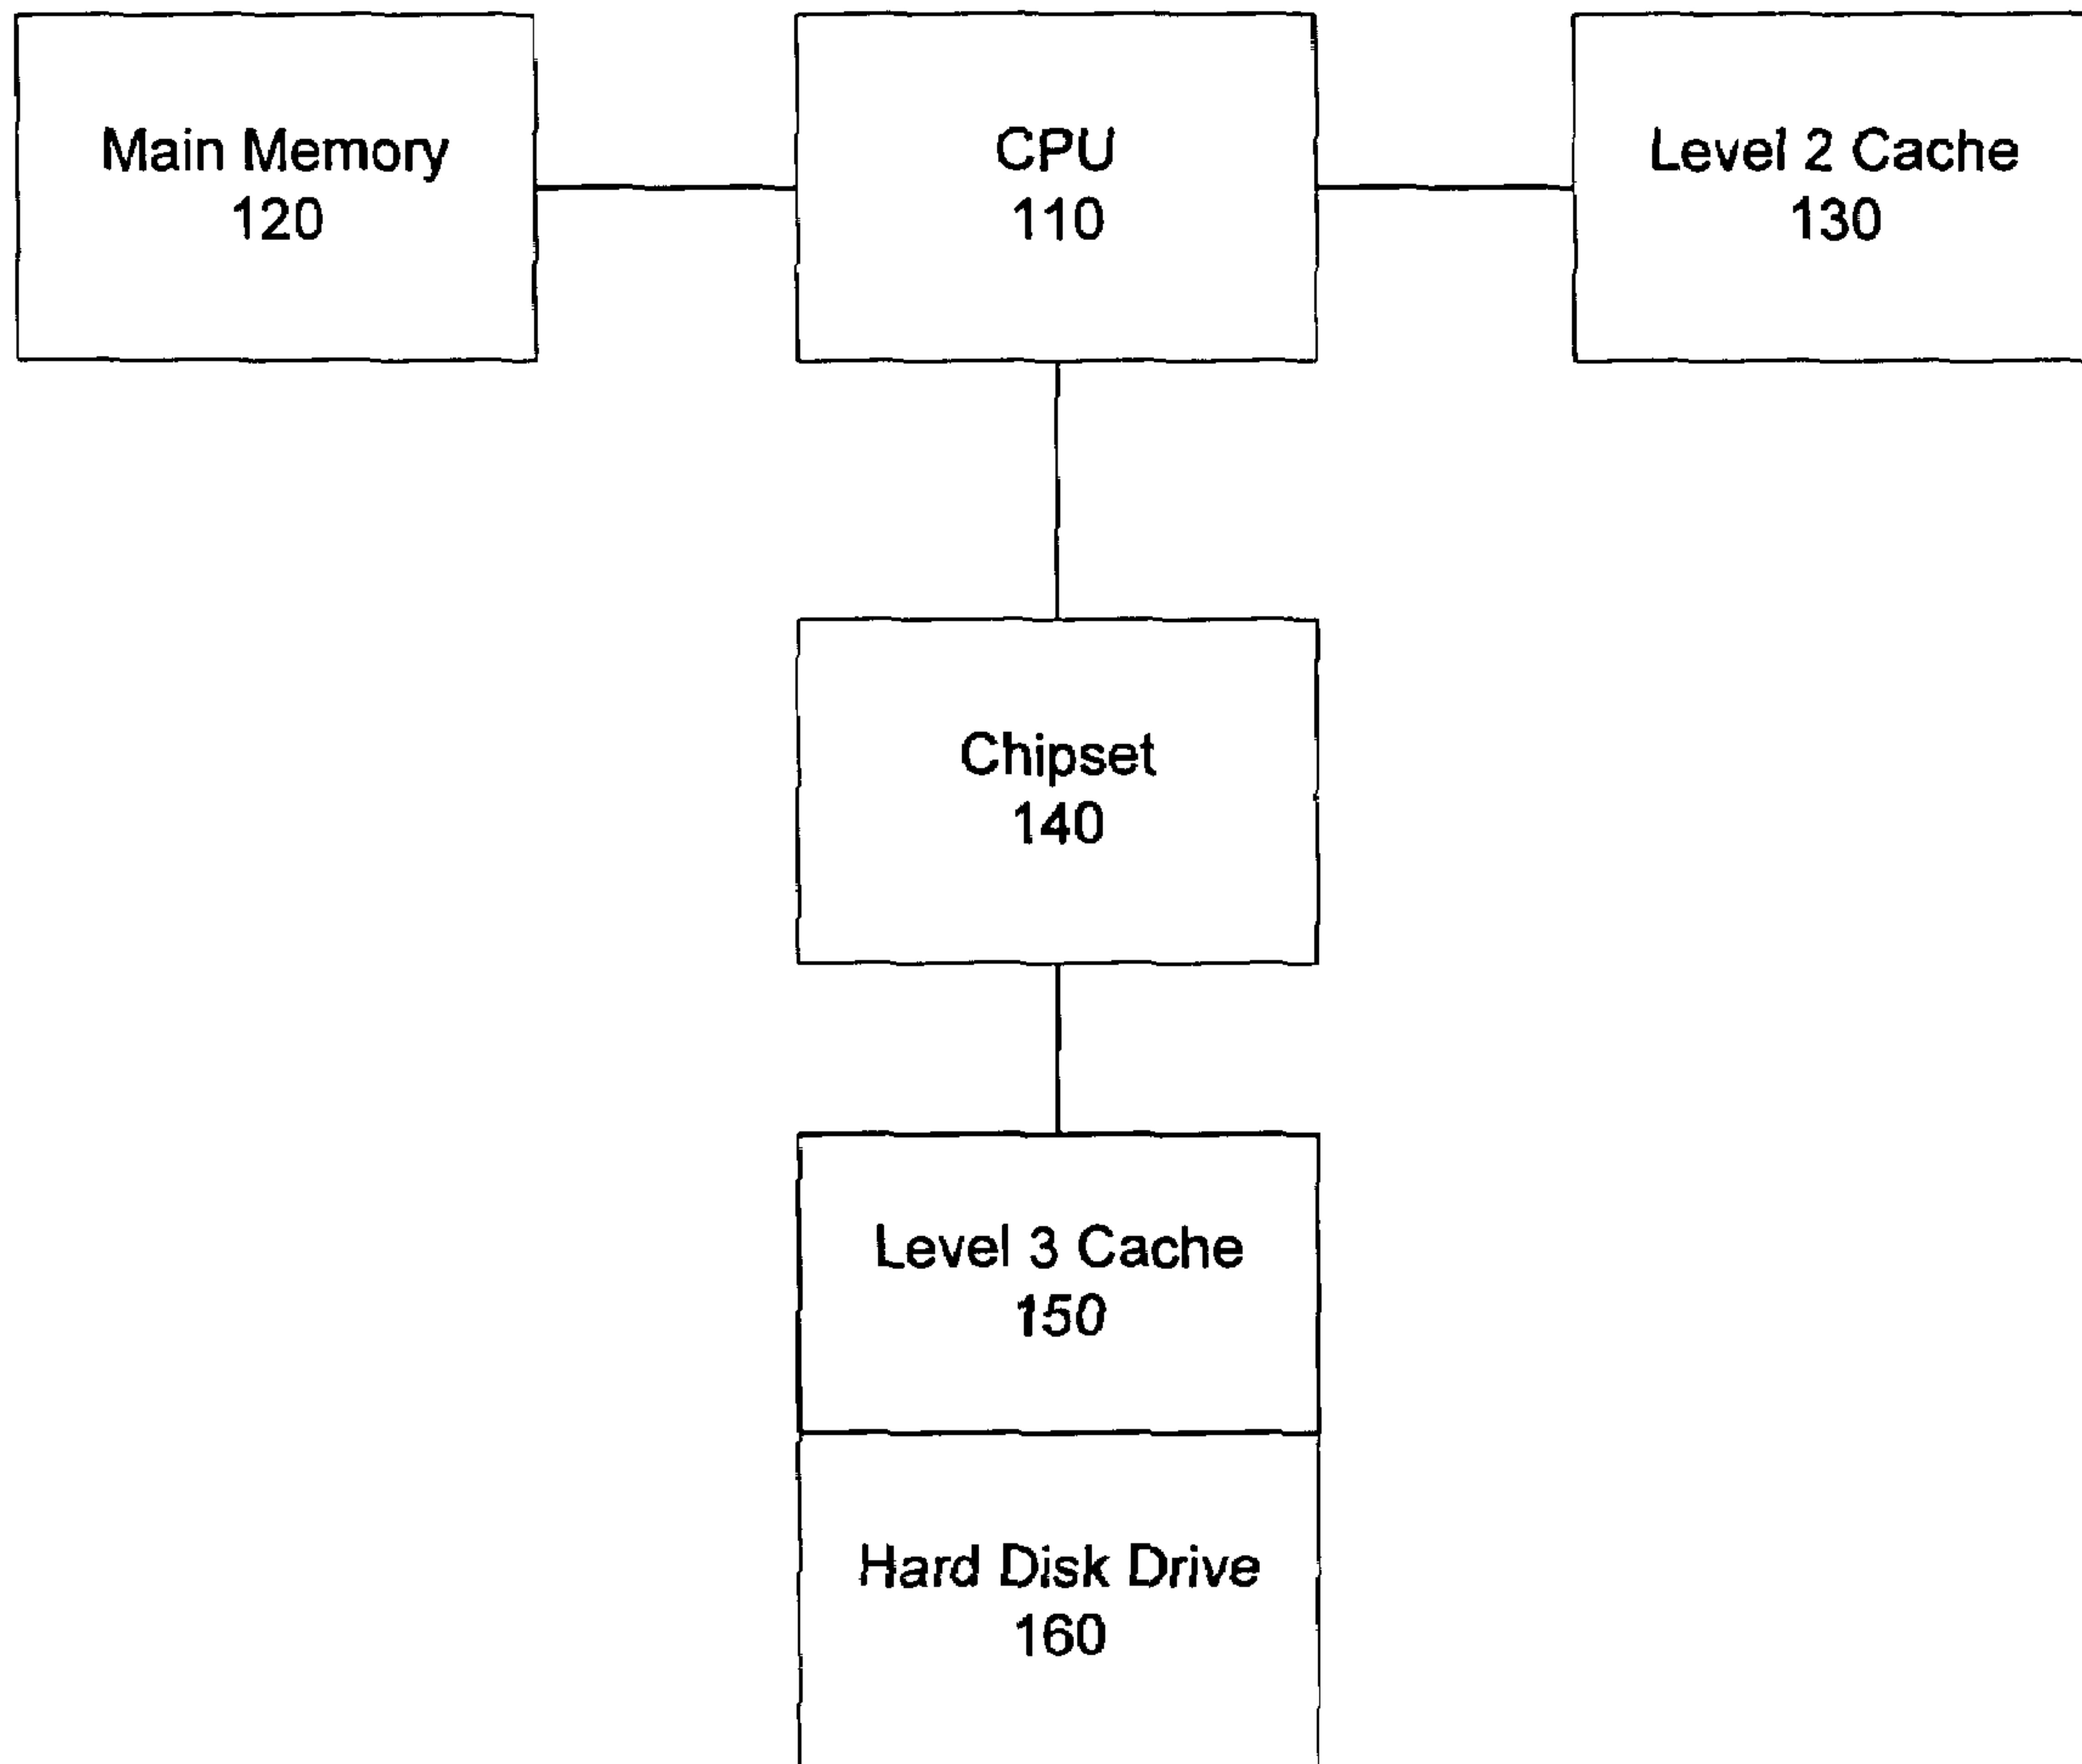 Main Memory
120
CPU
110
Level 2 Cache
130
Chipset
140
Level 3 Cache
150
Hard Disk Drive
160